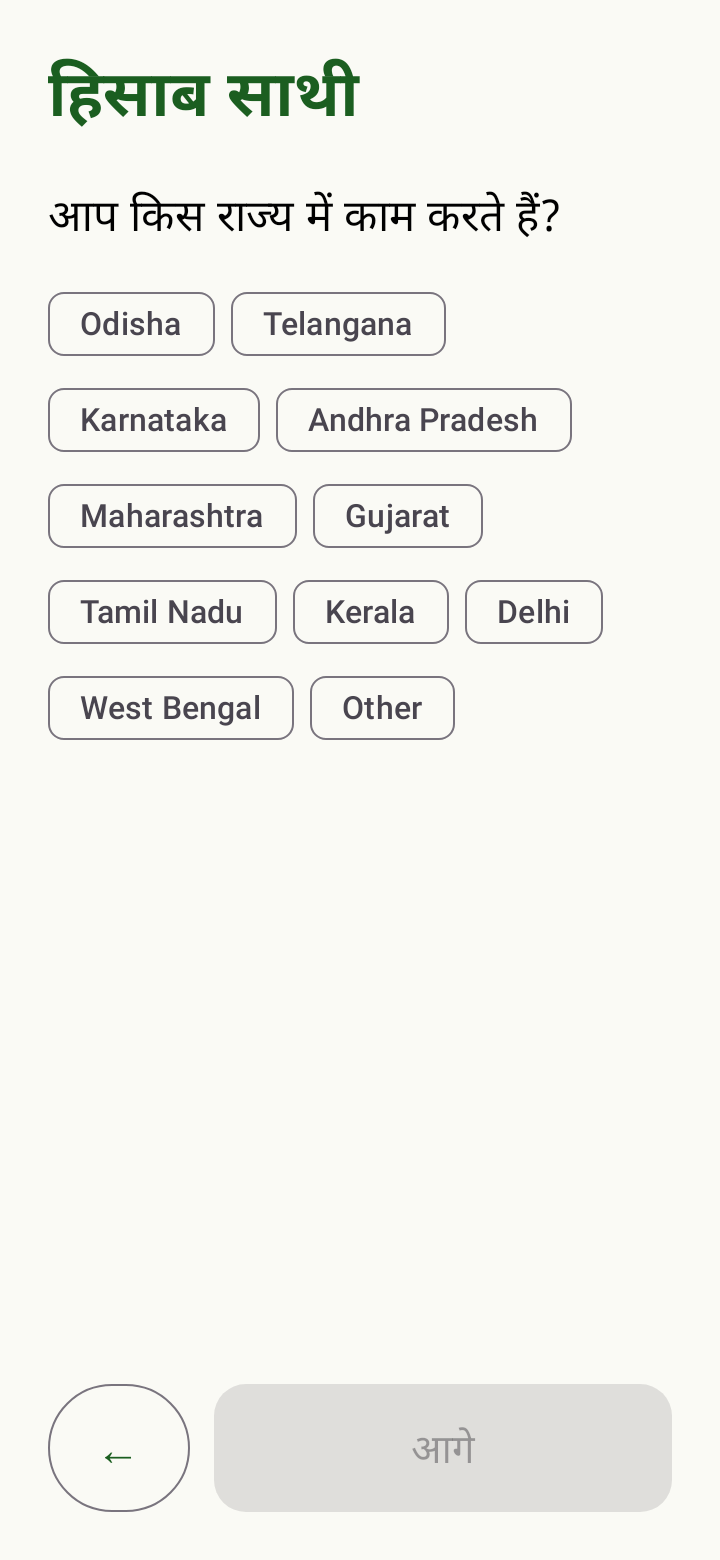 हिसाब साथी
आप किस राज्य में काम करते हैं?
Odisha Telangana
Karnataka Andhra Pradesh
Maharashtra Gujarat
Tamil Nadu Kerala Delhi
West Bengal Other
← आगे